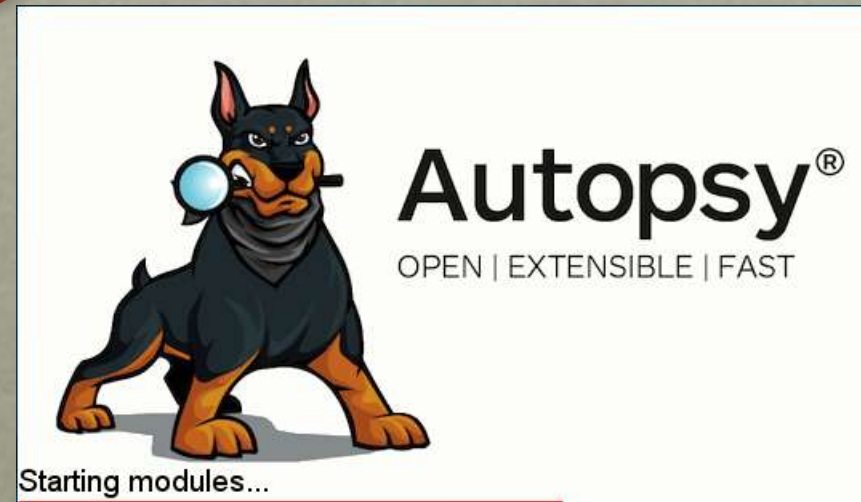 Autopsy®
OPEN | EXTENSIBLE | FAST
Starting modules...